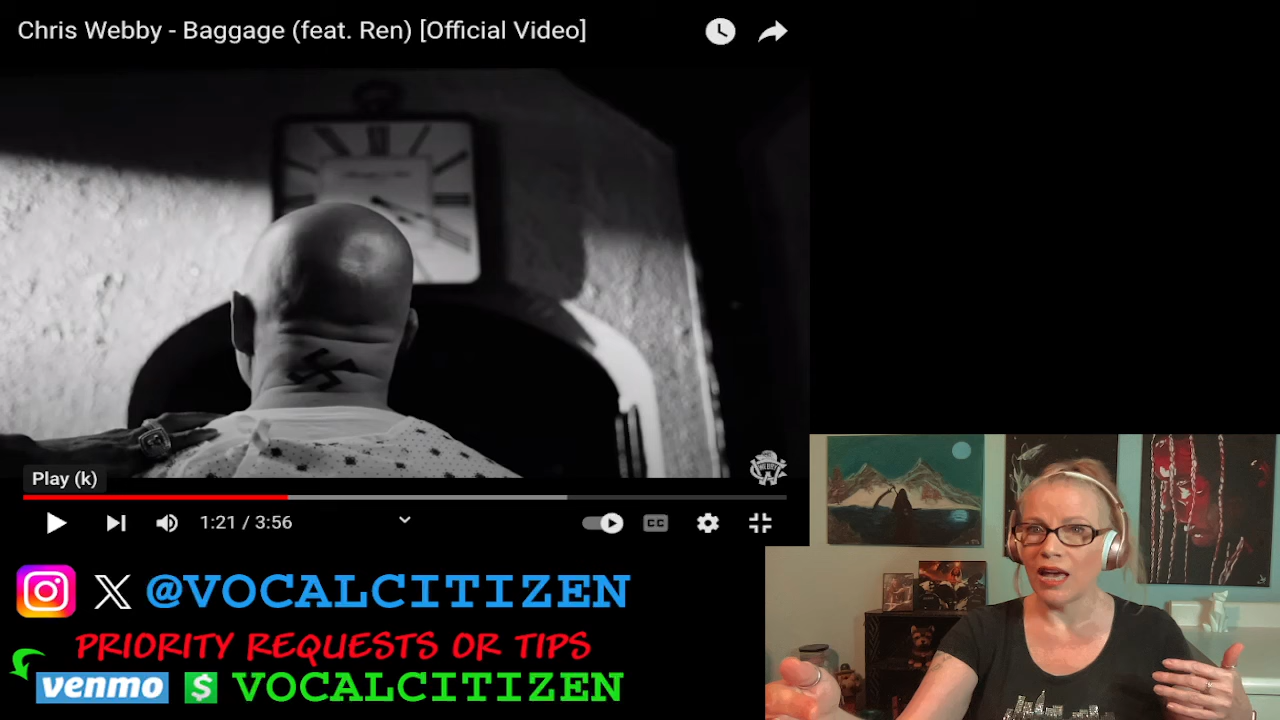 Chris Webby - Baggage (feat. Ren) [Official Video]
Play (k)
1:21 / 3:56
CC
@VOCALCITIZEN
PRIORITY REQUESTS OR TIPS
venmo $ VOCALCITIZEN